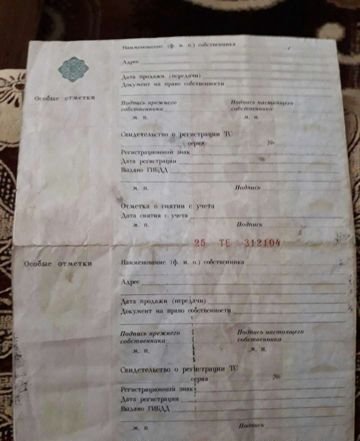 Наименование (ф. и. о.) собственника
Адрес
Дата продажи (передачи)
Документ на право собственности
Особые отметки
Подпись прежнего собственника
Подпись настоящего собственника
м. п.
м. п.
Свидетельство о регистрации ТС
серия №
Регистрационный знак
Дата регистрации
Выдано ГИБДД
м. п.
Подпись
Отметка о снятии с учета
Дата снятия с учета
м. п.
Подпись
25 ТЕ 312104
Особые отметки
Наименование (ф. и. о.) собственника
Адрес
Дата продажи (передачи)
Документ на право собственности
Подпись прежнего собственника
Подпись настоящего собственника
м. п.
м. п.
Свидетельство о регистрации ТС
серия №
Регистрационный знак
Дата регистрации
Выдано ГИБДД
м. п.
Подпись